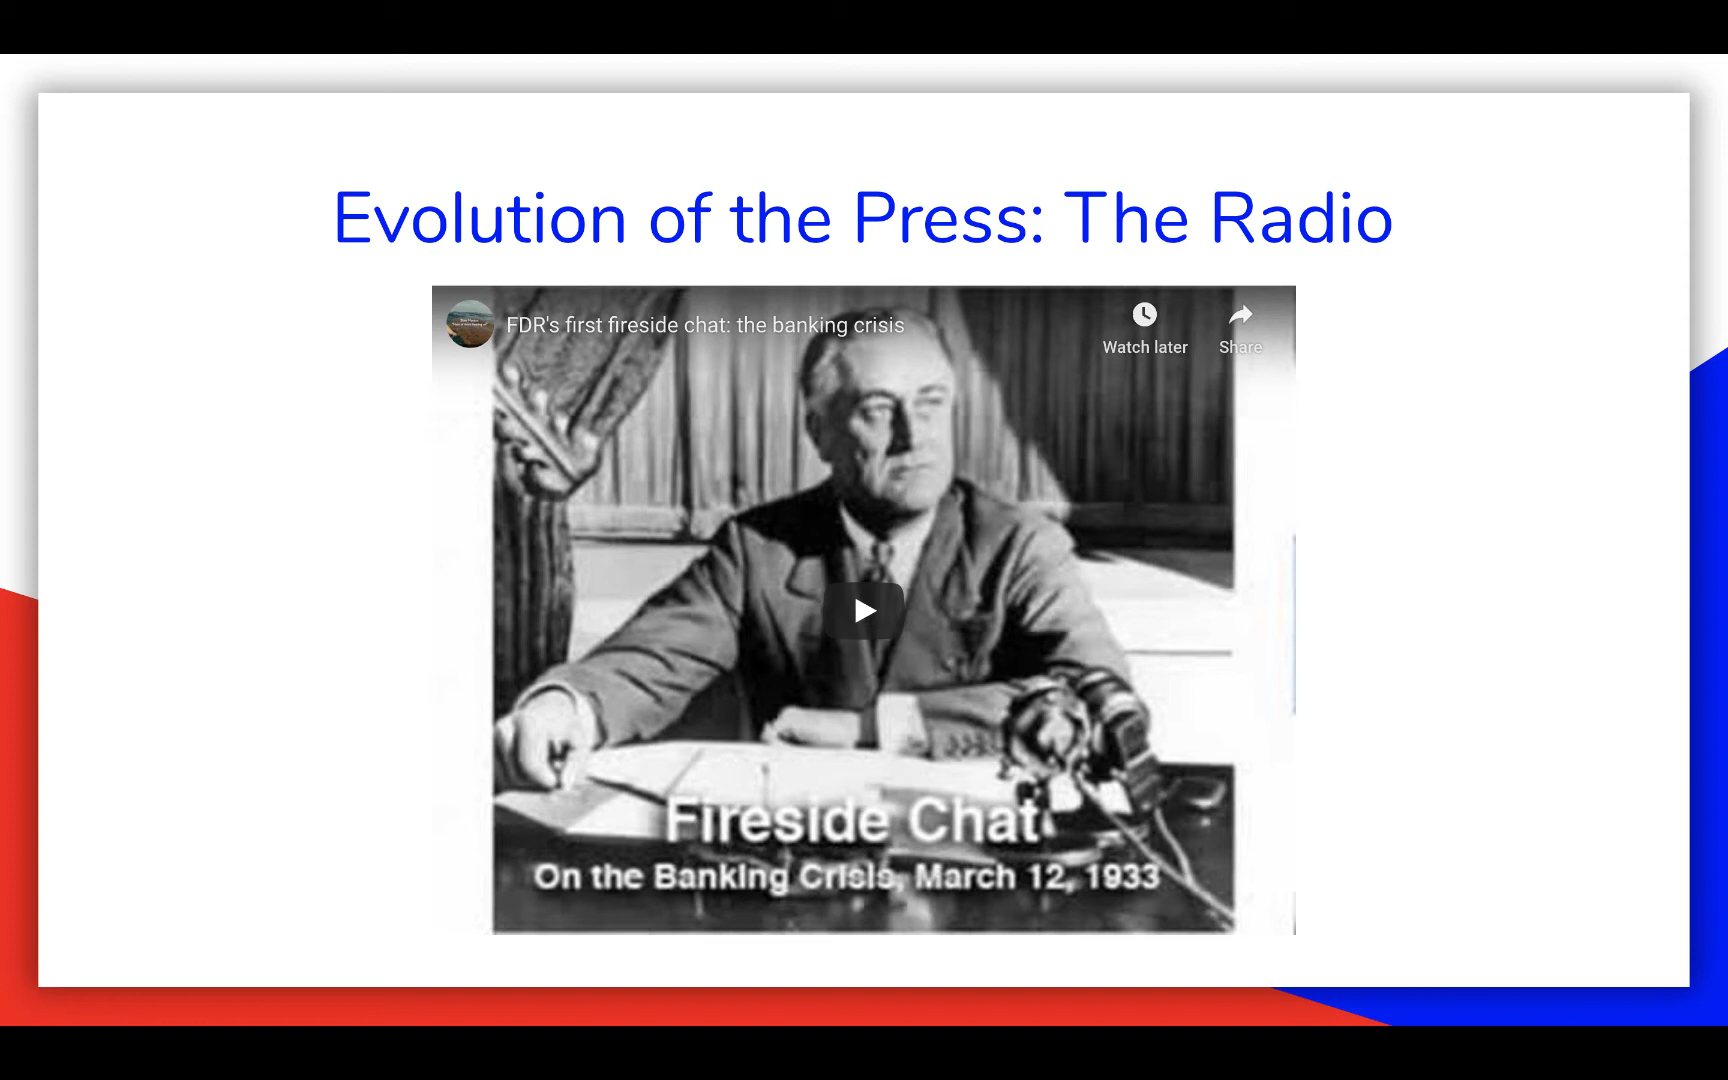 Evolution of the Press: The Radio
FDR's first fireside chat: the banking crisis
Watch later
Share
Fireside Chat
On the Banking Crisis, March 12, 1933